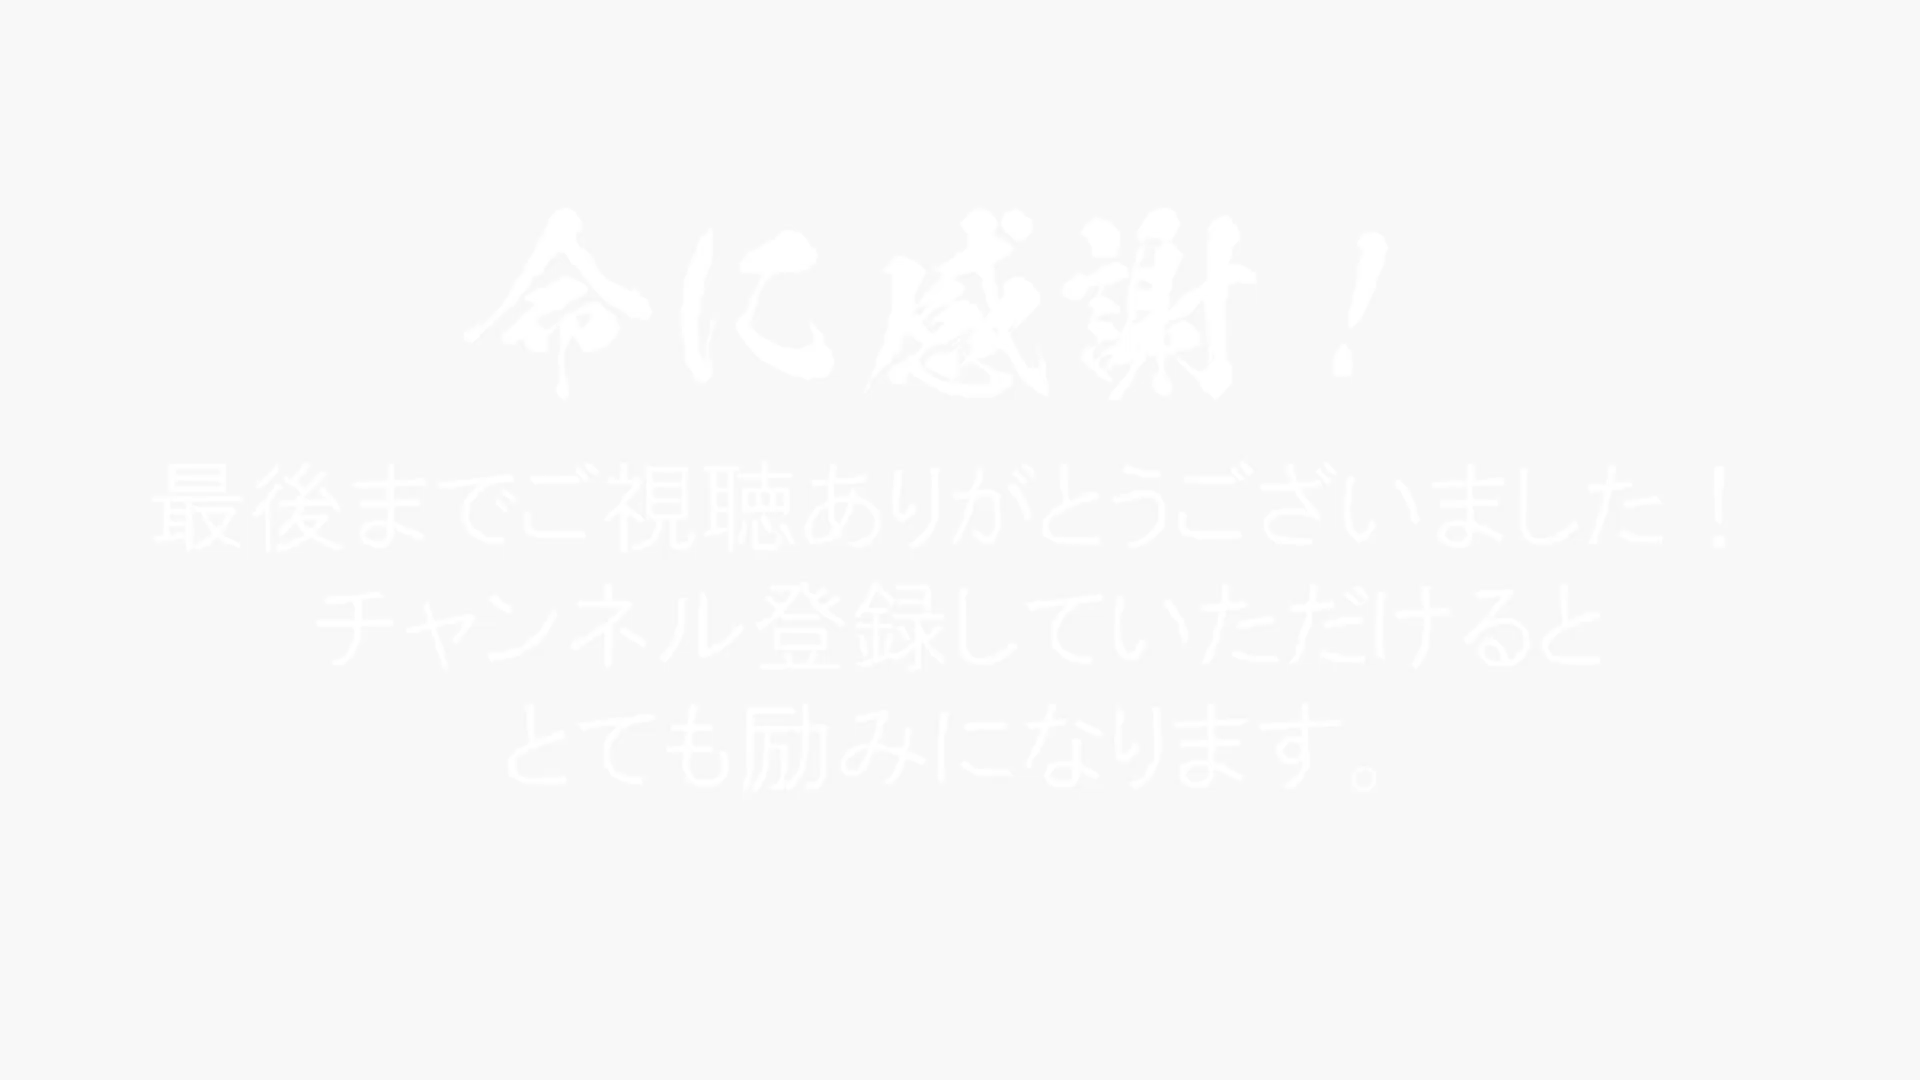 命に感謝！
最後までご視聴ありがとうございました！
チャンネル登録していただけると
とても励みになります。